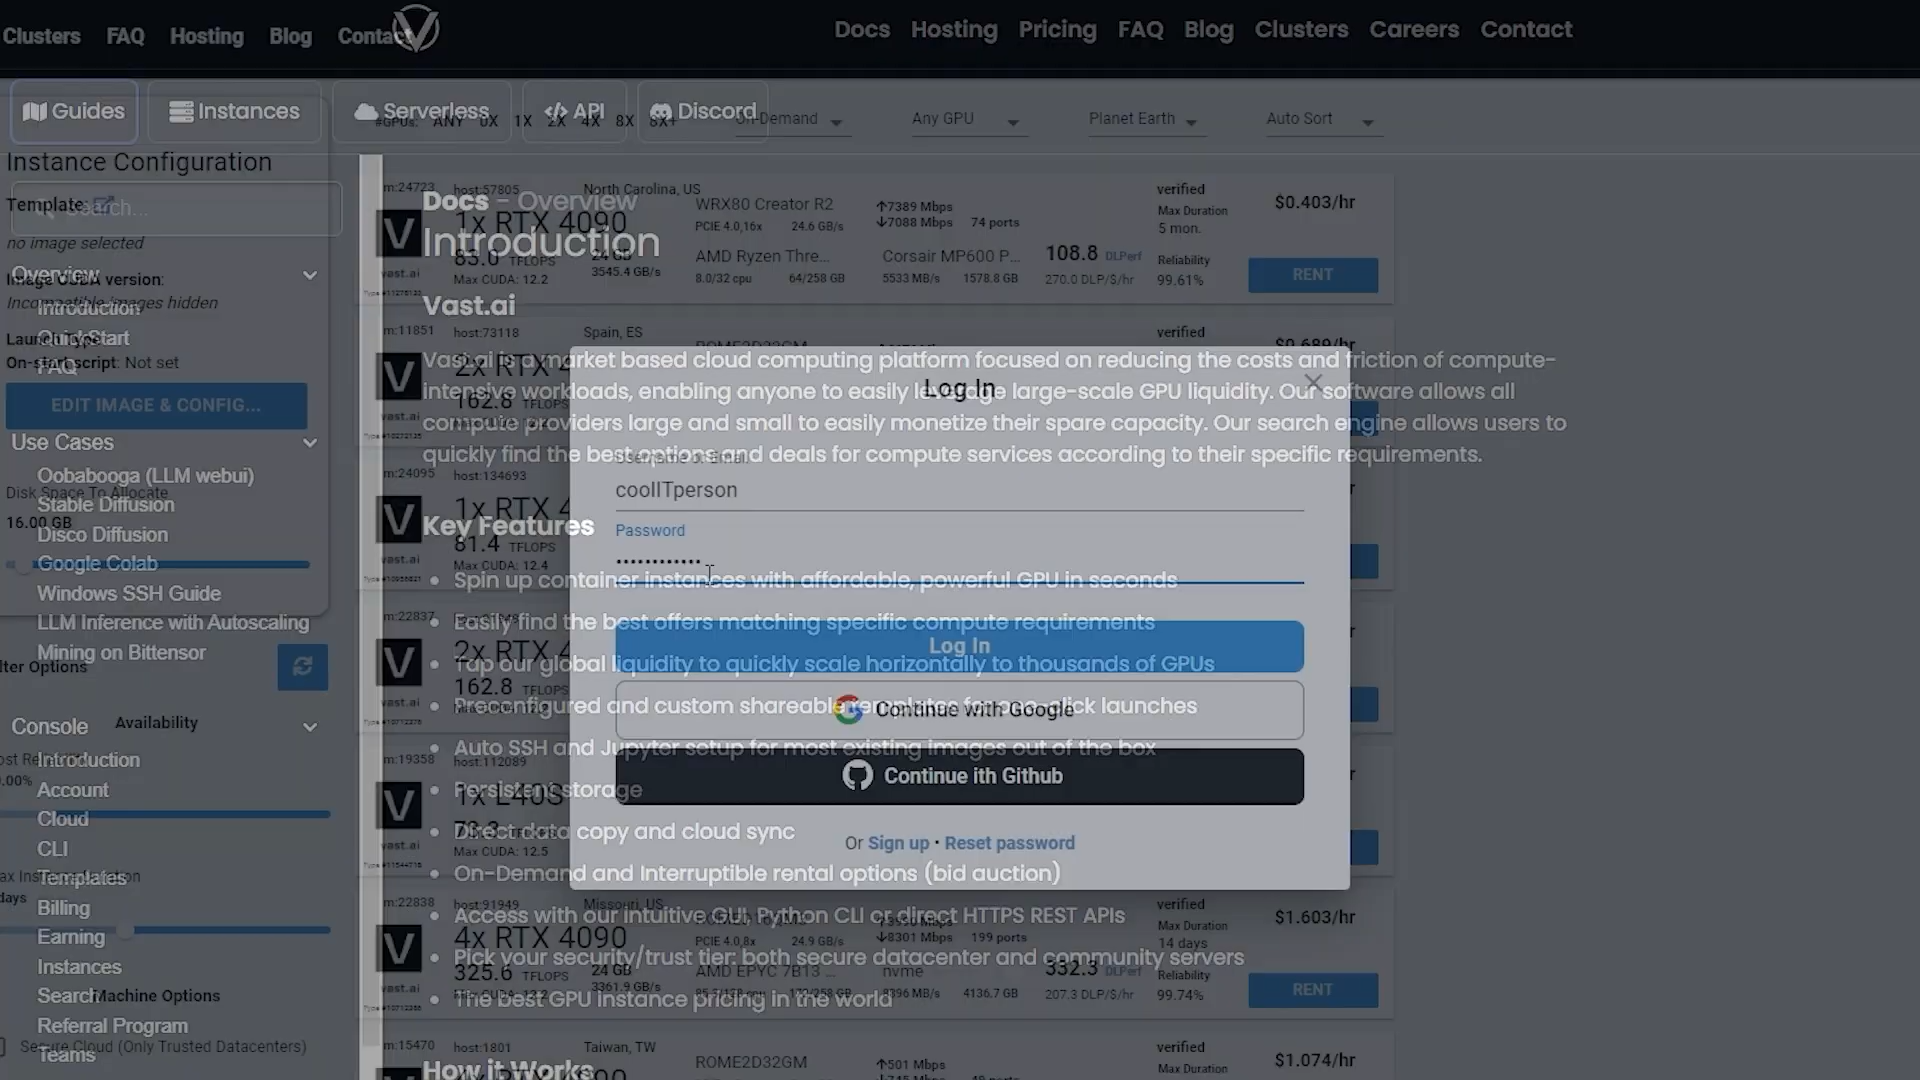 Clusters FAQ Hosting Blog Contact
Docs Hosting Pricing FAQ Blog Clusters Careers Contact
Guides Instances Serverless API Discord
#GPUs: ANY 0X 1X 2X 4X 8X 8X+ On-Demand Any GPU Planet Earth Auto Sort
Instance Configuration
Template:
Search...
no image selected
Overview
Image CUDA version:
Incompatible images hidden
Introduction
QuickStart
Launch Type:
On-start script: Not set
FAQ
EDIT IMAGE & CONFIG...
Use Cases
Oobabooga (LLM webui)
Disk Space To Allocate
Stable Diffusion
16.00 GB
Disco Diffusion
Google Colab
Windows SSH Guide
LLM Inference with Autoscaling
Mining on Bittensor
lter Options
Console
Availability
Introduction
Account
Cloud
CLI
Templates
days
Billing
Earning
Instances
Search
Machine Options
Referral Program
Secure Cloud (Only Trusted Datacenters)
Teams
Docs - Overview
Introduction
Vast.ai
Vast.ai is a market based cloud computing platform focused on reducing the costs and friction of compute-
intensive workloads, enabling anyone to easily leverage large-scale GPU liquidity. Our software allows all
compute providers large and small to easily monetize their spare capacity. Our search engine allows users to
quickly find the best options and deals for compute services according to their specific requirements.
Key Features
Spin up container instances with affordable, powerful GPU in seconds
Easily find the best offers matching specific compute requirements
Tap our global liquidity to quickly scale horizontally to thousands of GPUs
Preconfigured and custom shareable templates for one-click launches
Auto SSH and Jupyter setup for most existing images out of the box
Persistent storage
Direct data copy and cloud sync
On-Demand and Interruptible rental options (bid auction)
Access with our intuitive GUI, Python CLI or direct HTTPS REST APIs
Pick your security/trust tier: both secure datacenter and community servers
The best GPU instance pricing in the world
How it Works
Log In
Username or Email
coolITperson
Password
Log In
Continue with Google
Continue ith Github
Or Sign up • Reset password
m:24723 host:57805 North Carolina, US
1x RTX 4090
83.0 TFLOPS
Max CUDA: 12.2
24 GB
3545.4 GB/s
WRX80 Creator R2
PCIE 4.0,16x 24.6 GB/s
AMD Ryzen Thre...
8.0/32 cpu 64/258 GB
↑7389 Mbps
↓7088 Mbps 74 ports
Corsair MP600 P...
5533 MB/s 1578.8 GB
108.8 DLPerf
270.0 DLP/$/hr
verified
Max Duration
5 mon.
Reliability
99.61%
$0.403/hr
RENT
m:11851 host:73118 Spain, ES
2x RTX 4
162.8 TFLOPS
verified
$0.689/hr
m:24095 host:134693
1x RTX 4
81.4 TFLOPS
Max CUDA: 12.4
m:22837
2x RTX 4
162.8 TFLOPS
m:19358 host:112089
1x L40S
Max CUDA: 12.5
m:22838 host:91949 Missouri, US
4x RTX 4090
325.6 TFLOPS
24 GB
3361.9 GB/s
PCIE 4.0,8x 24.9 GB/s
AMD EPYC 7B13 ...
↓8301 Mbps 199 ports
nvme
8396 MB/s 4136.7 GB
332.3 DLPerf
207.3 DLP/$/hr
verified
Max Duration
14 days
Reliability
99.74%
$1.603/hr
RENT
m:15470 host:1801 Taiwan, TW
ROME2D32GM
↑501 Mbps
verified
Max Duration
$1.074/hr